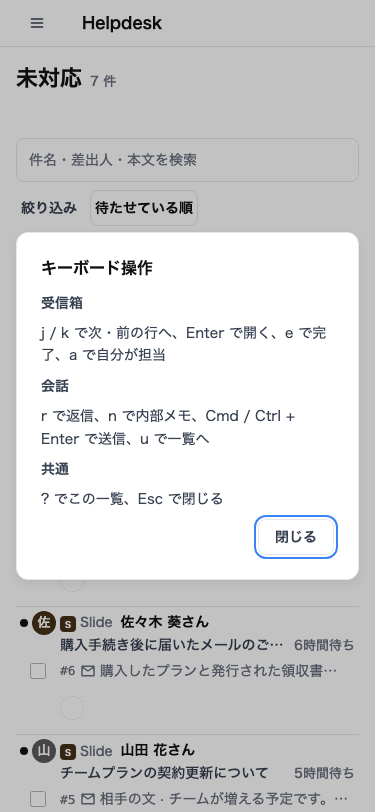 Helpdesk
未対応 7 件
件名・差出人・本文を検索
絞り込み 待たせている順
キーボード操作
受信箱
j / k で次・前の行へ、Enter で開く、e で完
了、a で自分が担当
会話
r で返信、n で内部メモ、Cmd / Ctrl +
Enter で送信、u で一覧へ
共通
? でこの一覧、Esc で閉じる
閉じる
佐 s Slide 佐々木 葵さん
購入手続き後に届いたメールのご… 6時間待ち
#6 購入したプランと発行された領収書…
山 s Slide 山田 花さん
チームプランの契約更新について 5時間待ち
#5 相手の文・チームが増える予定です。…